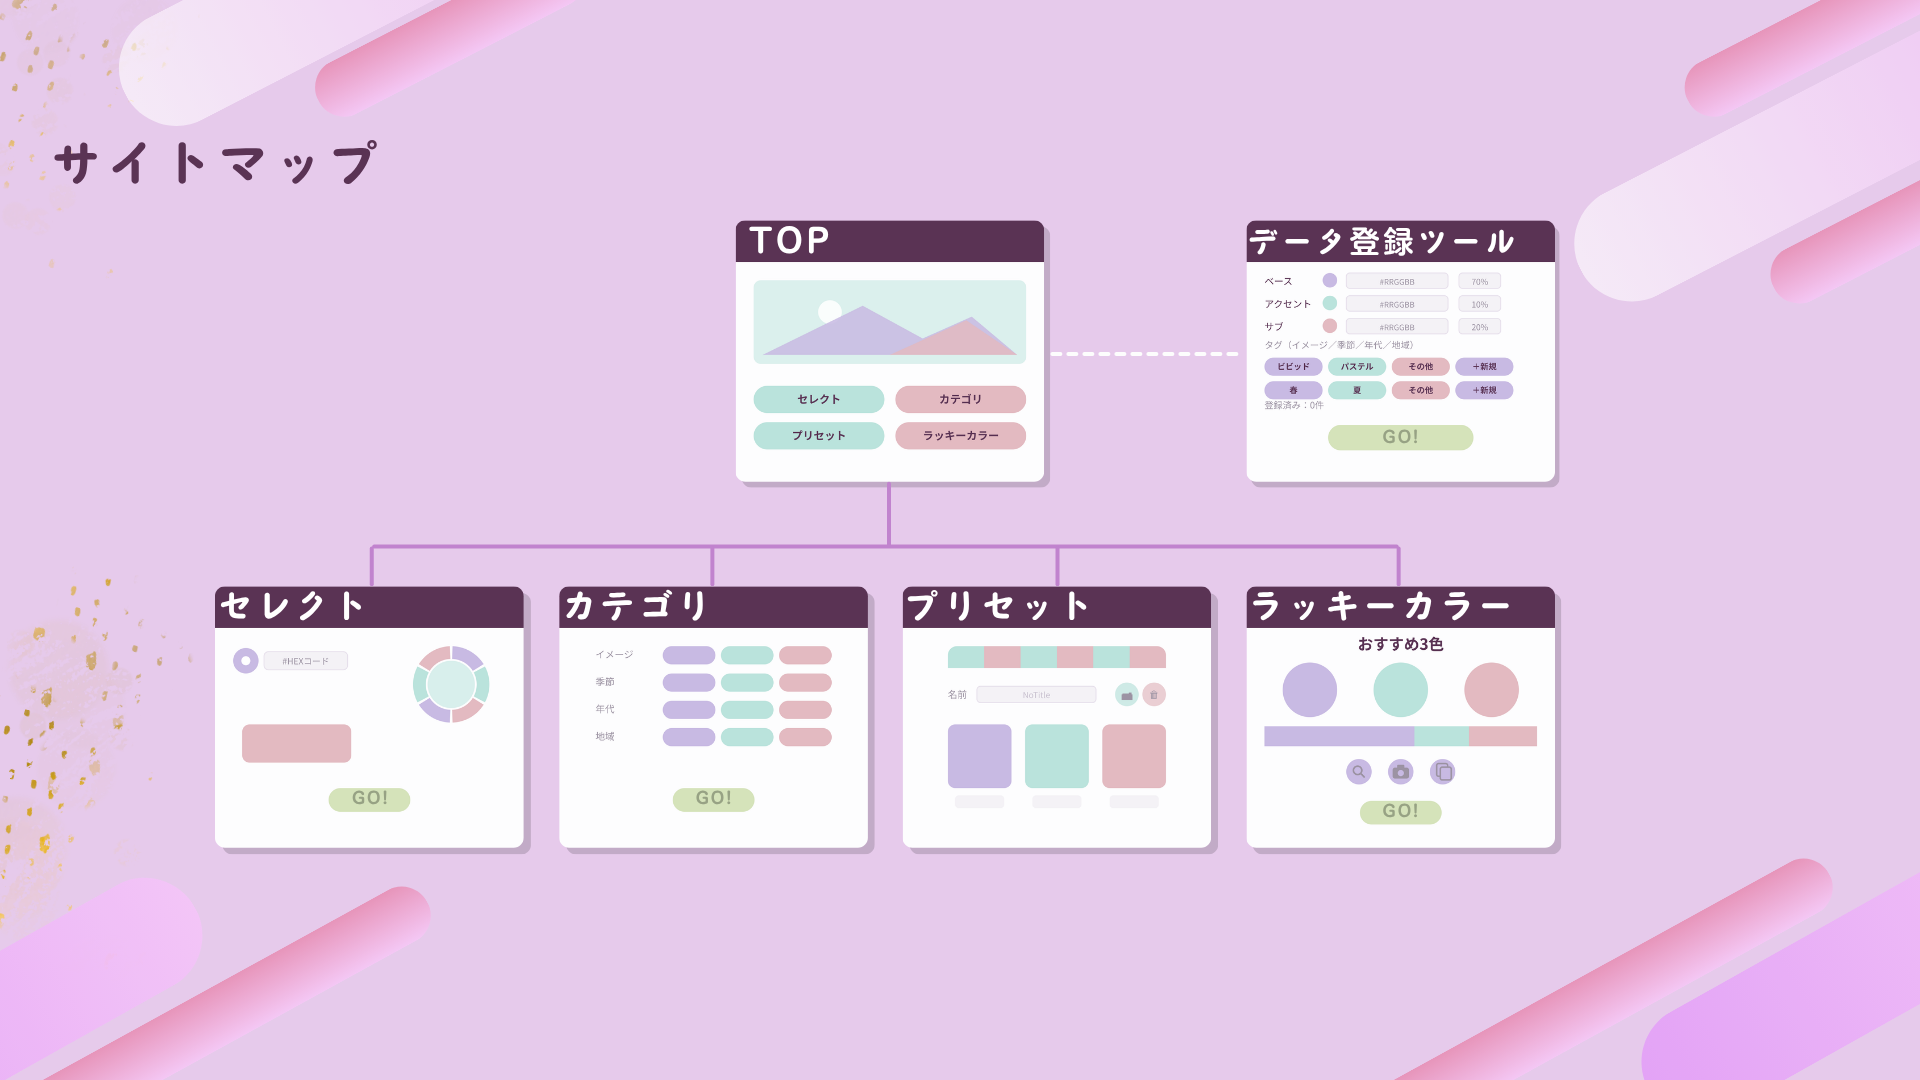 サイトマップ
TOP
セレクト
カテゴリ
プリセット
ラッキーカラー
データ登録ツール
ベース
#RRGGBB
70%
アクセント
#RRGGBB
10%
サブ
#RRGGBB
20%
タグ（イメージ／季節／年代／地域）
ビビッド
パステル
その他
＋新規
春
夏
その他
＋新規
登録済み：0件
GO!
セレクト
#HEXコード
GO!
カテゴリ
イメージ
季節
年代
地域
GO!
プリセット
名前
NoTitle
ラッキーカラー
おすすめ3色
GO!